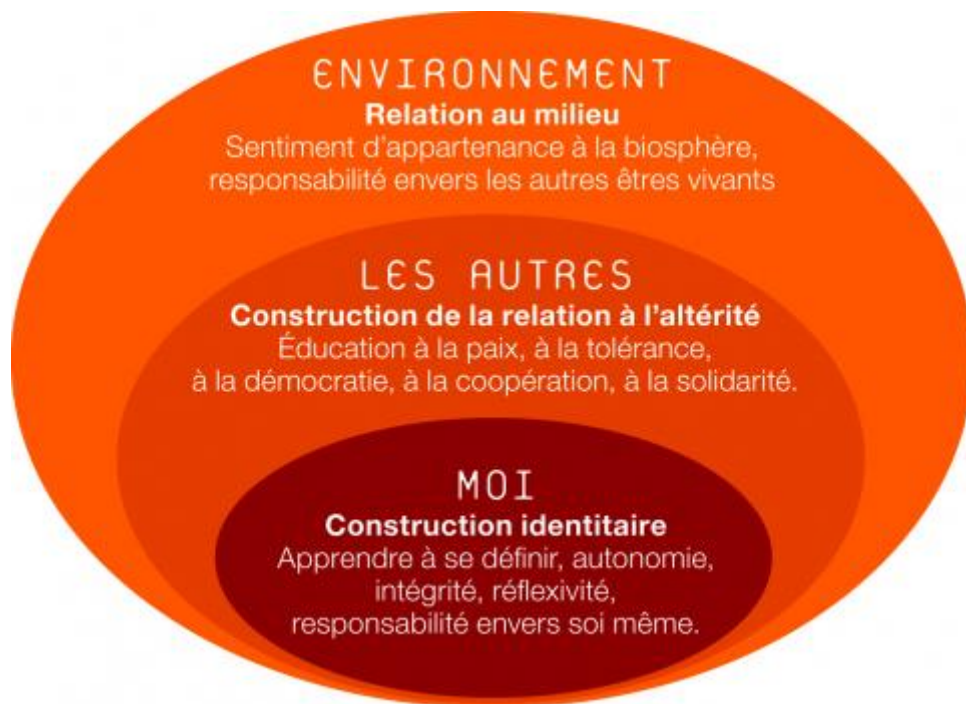 ENVIRONNEMENT
Relation au milieu
Sentiment d'appartenance à la biosphère,
responsabilité envers les autres êtres vivants
LES AUTRES
Construction de la relation à l'altérité
Éducation à la paix, à la tolérance,
à la démocratie, à la coopération, à la solidarité.
MOI
Construction identitaire
Apprendre à se définir, autonomie,
intégrité, réflexivité,
responsabilité envers soi même.